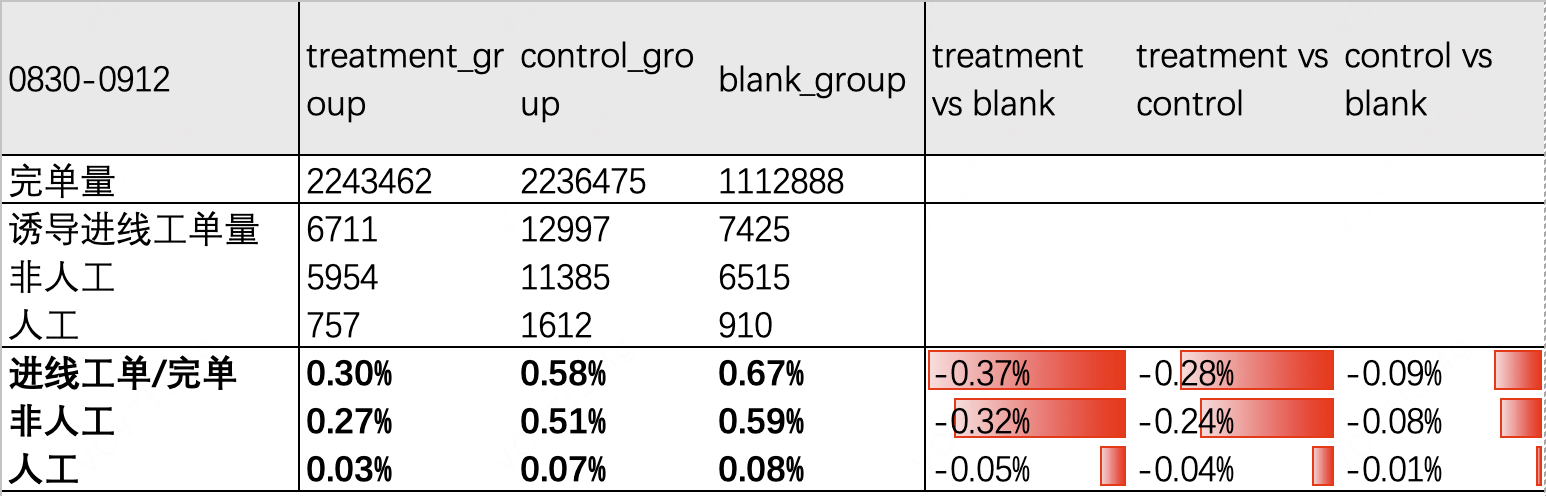 0830-0912 treatment_gr oup control_gro up blank_group treatment vs blank treatment vs control control vs blank
完单量 2243462 2236475 1112888
诱导进线工单量 6711 12997 7425
非人工 5954 11385 6515
人工 757 1612 910
进线工单/完单 0.30% 0.58% 0.67% -0.37% -0.28% -0.09%
非人工 0.27% 0.51% 0.59% -0.32% -0.24% -0.08%
人工 0.03% 0.07% 0.08% -0.05% -0.04% -0.01%